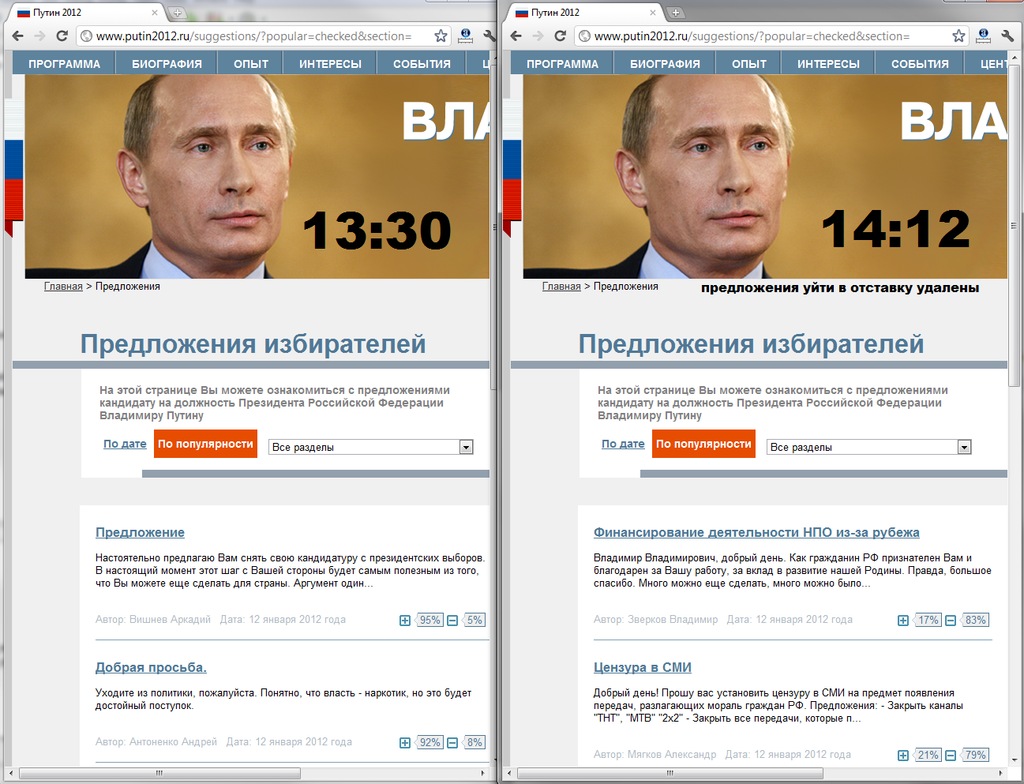 Путин 2012
www.putin2012.ru/suggestions/?popular=checked&section=
ПРОГРАММА БИОГРАФИЯ ОПЫТ ИНТЕРЕСЫ СОБЫТИЯ Ц
ВЛА
13:30
Главная > Предложения
Предложения избирателей
На этой странице Вы можете ознакомиться с предложениями
кандидату на должность Президента Российской Федерации
Владимиру Путину
По дате По популярности Все разделы
Предложение
Настоятельно предлагаю Вам снять свою кандидатуру с президентских выборов.
В настоящий момент этот шаг с Вашей стороны будет самым полезным из того,
что Вы можете еще сделать для страны. Аргумент один...
Автор: Вишнев Аркадий Дата: 12 января 2012 года 95% 5%
Добрая просьба.
Уходите из политики, пожалуйста. Понятно, что власть - наркотик, но это будет
достойный поступок.
Автор: Антоненко Андрей Дата: 12 января 2012 года 92% 8%
Путин 2012
www.putin2012.ru/suggestions/?popular=checked&section=
ПРОГРАММА БИОГРАФИЯ ОПЫТ ИНТЕРЕСЫ СОБЫТИЯ ЦЕНТ
ВЛА
14:12
Главная > Предложения
предложения уйти в отставку удалены
Предложения избирателей
На этой странице Вы можете ознакомиться с предложениями
кандидату на должность Президента Российской Федерации
Владимиру Путину
По дате По популярности Все разделы
Финансирование деятельности НПО из-за рубежа
Владимир Владимирович, добрый день. Как гражданин РФ признателен Вам и
благодарен за Вашу работу, за вклад в развитие нашей Родины. Правда, большое
спасибо. Много можно еще сделать, много можно было...
Автор: Зверков Владимир Дата: 12 января 2012 года 17% 83%
Цензура в СМИ
Добрый день! Прошу вас установить цензуру в СМИ на предмет появления
передач, разлагающих мораль граждан РФ. Предложения: - Закрыть каналы
"ТНТ", "МТВ" "2х2" - Закрыть все передачи, которые п...
Автор: Мягков Александр Дата: 12 января 2012 года 21% 79%